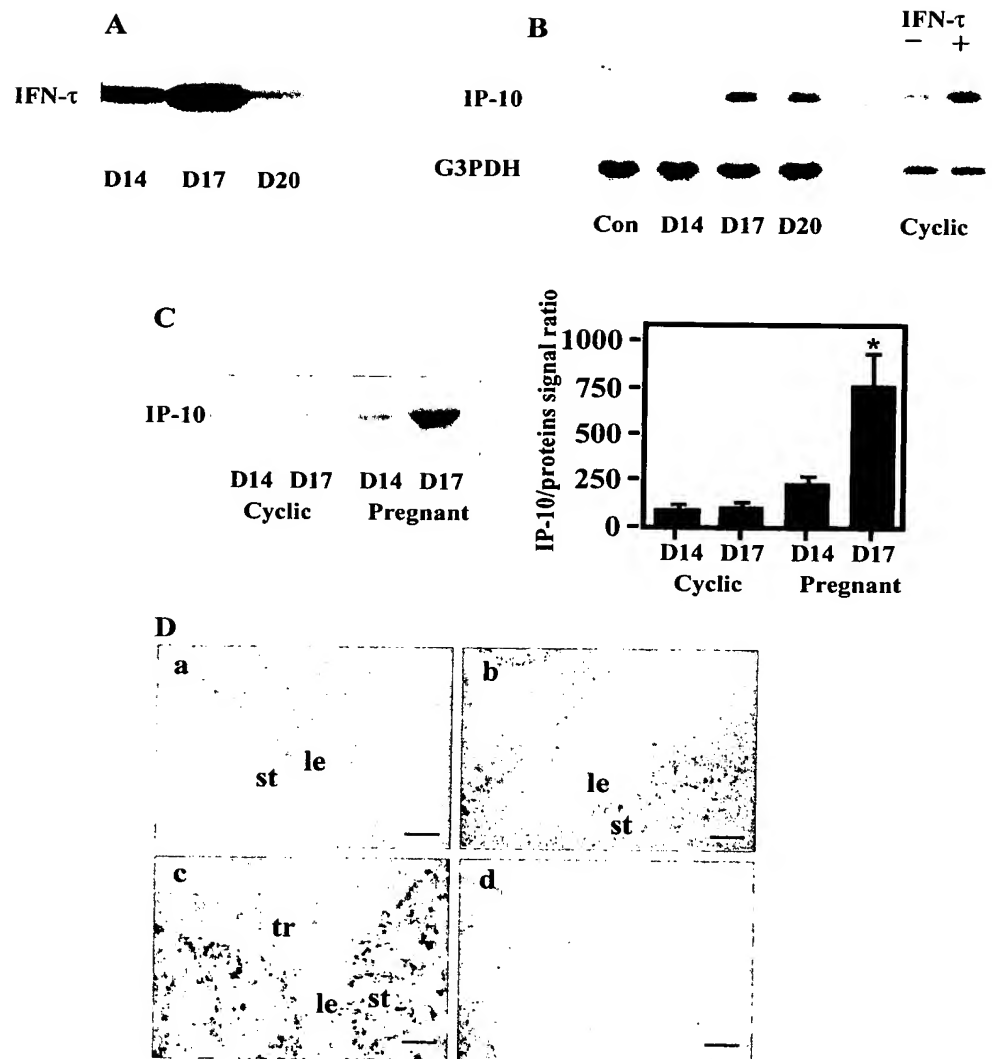 A
IFN-τ
D14 D17 D20
B
IFN-τ
− +
IP-10
G3PDH
Con D14 D17 D20
Cyclic
C
IP-10
D14 D17 D14 D17
Cyclic Pregnant
IP-10/proteins signal ratio
1000
750
500
250
0
*
D14 D17 D14 D17
Cyclic Pregnant
D
a
st le
b
le
st
c
tr
le st
d